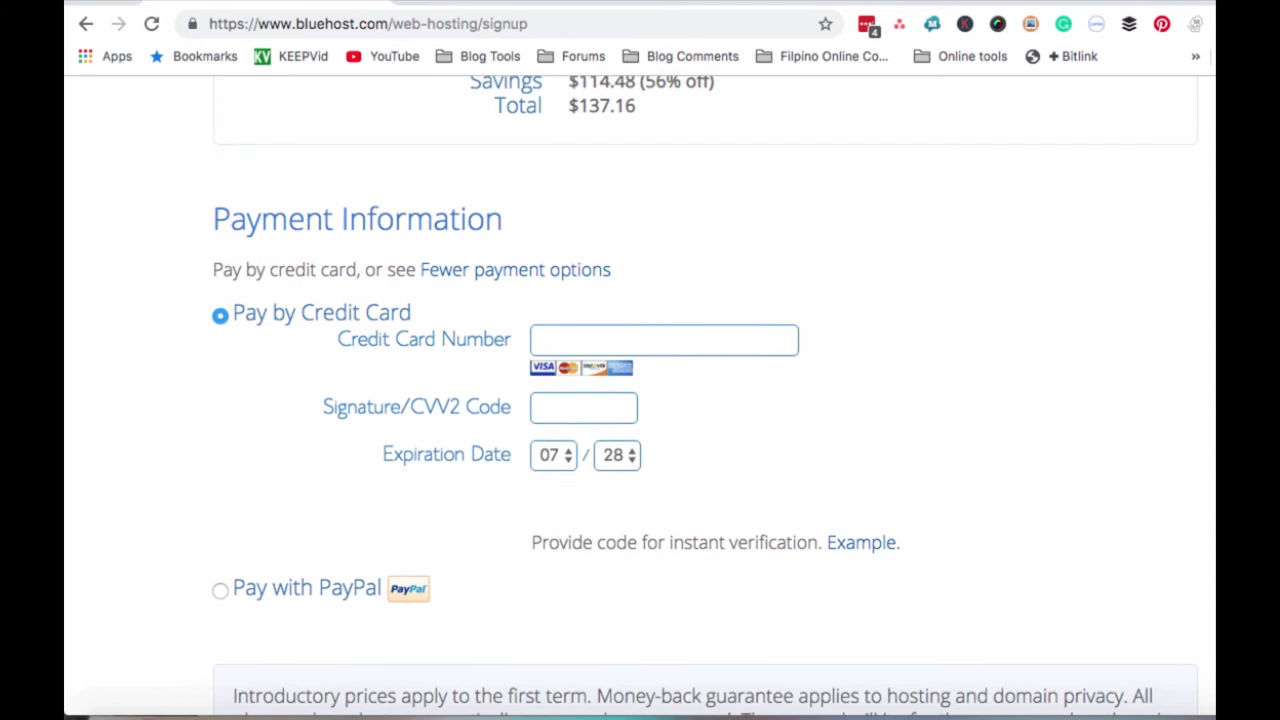 https://www.bluehost.com/web-hosting/signup
4
Apps Bookmarks KV KEEPVid YouTube Blog Tools Forums Blog Comments Filipino Online Co... Online tools + Bitlink »
Savings $114.48 (56% off)
Total $137.16
Payment Information
Pay by credit card, or see Fewer payment options
Pay by Credit Card
Credit Card Number
VISA DISCOVER
Signature/CVV2 Code
Expiration Date 07 / 28
Provide code for instant verification. Example.
Pay with PayPal PayPal
Introductory prices apply to the first term. Money-back guarantee applies to hosting and domain privacy. All